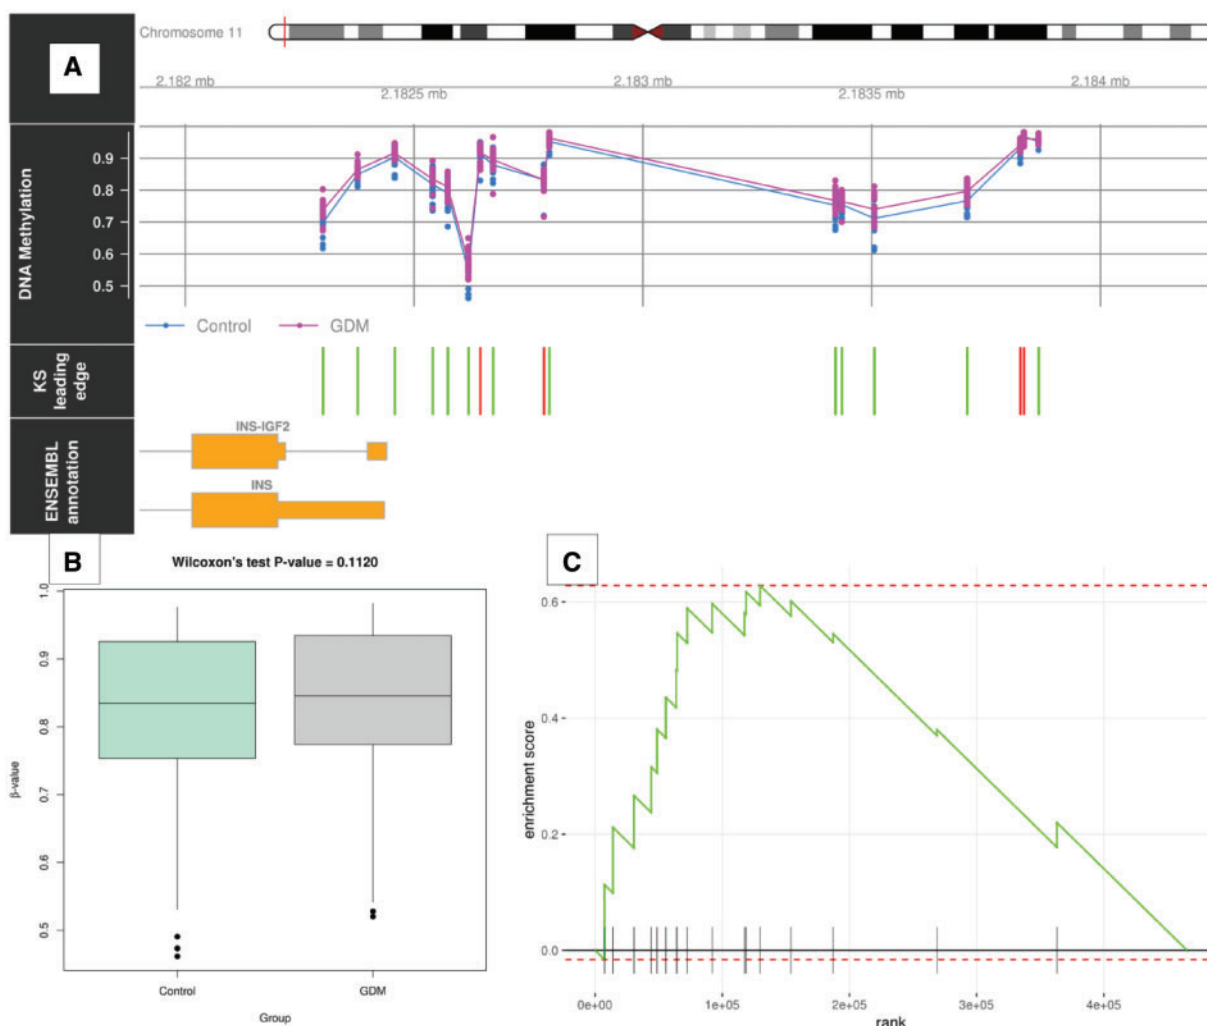 Chromosome 11
A
2.182 mb
2.183 mb
2.184 mb
2.1825 mb
2.1835 mb
DNA Methylation
0.9
0.8
0.7
0.6
0.5
Control
GDM
KS
leading
edge
ENSEMBL
annotation
INS-IGF2
INS
B
Wilcoxon's test P-value = 0.1120
β-value
1.0
0.9
0.8
0.7
0.6
0.5
Control
GDM
Group
C
enrichment score
0.6
0.4
0.2
0.0
0e+00
1e+05
2e+05
3e+05
4e+05
rank